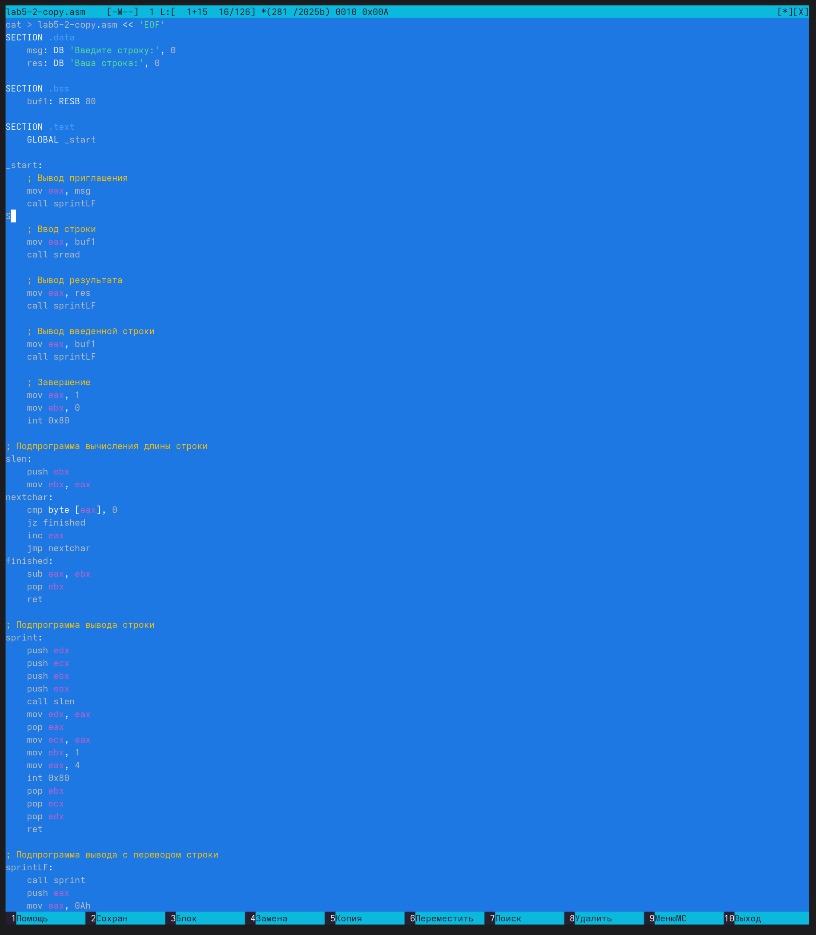 lab5-2-copy.asm    [-M--]  1 L:[  1+15  16/126] *(281 /2025b) 0010 0x00A    [*][X]
cat > lab5-2-copy.asm << 'EOF'
SECTION .data
    msg: DB 'Введите строку:', 0
    res: DB 'Ваша строка:', 0
SECTION .bss
    buf1: RESB 80
SECTION .text
    GLOBAL _start
_start:
    ; Вывод приглашения
    mov eax, msg
    call sprintLF
s
    ; Ввод строки
    mov eax, buf1
    call sread
    ; Вывод результата
    mov eax, res
    call sprintLF
    ; Вывод введенной строки
    mov eax, buf1
    call sprintLF
    ; Завершение
    mov eax, 1
    mov ebx, 0
    int 0x80
; Подпрограмма вычисления длины строки
slen:
    push ebx
    mov ebx, eax
nextchar:
    cmp byte [eax], 0
    jz finished
    inc eax
    jmp nextchar
finished:
    sub eax, ebx
    pop ebx
    ret
; Подпрограмма вывода строки
sprint:
    push edx
    push ecx
    push ebx
    push eax
    call slen
    mov edx, eax
    pop eax
    mov ecx, eax
    mov ebx, 1
    mov eax, 4
    int 0x80
    pop ebx
    pop ecx
    pop edx
    ret
; Подпрограмма вывода с переводом строки
sprintLF:
    call sprint
    push eax
    mov eax, 0Ah
1Помощь 2Сохран 3Блок 4Замена 5Копия 6Переместить 7Поиск 8Удалить 9МенюMC 10Выход